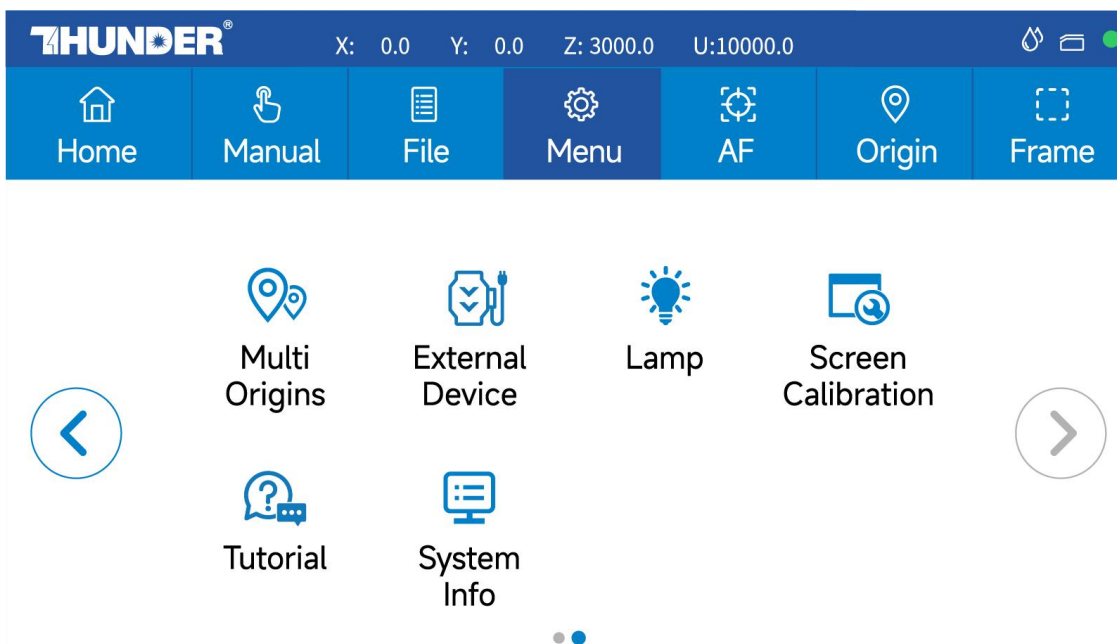 THUNDER® X: 0.0 Y: 0.0 Z: 3000.0 U:10000.0
Home Manual File Menu AF Origin Frame
Multi Origins
External Device
Lamp
Screen Calibration
Tutorial
System Info